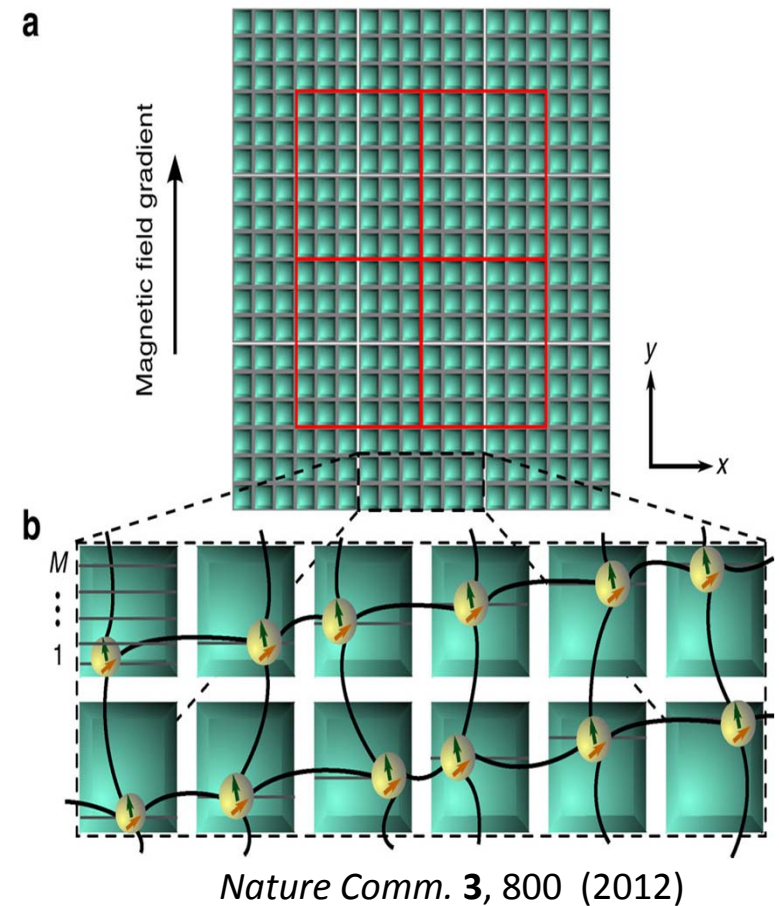 a
Magnetic field gradient
y
x
b
M
⋮
1
Nature Comm. 3, 800 (2012)